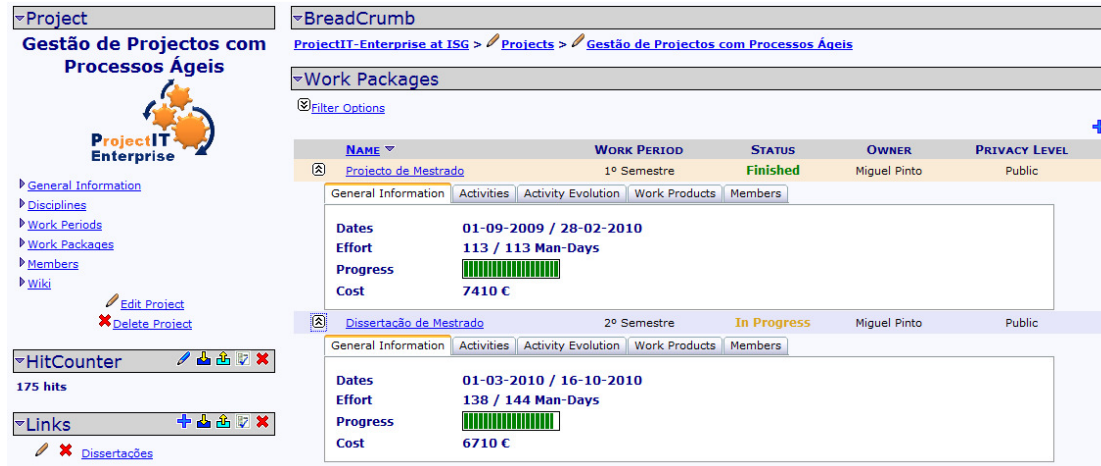 Project
Gestão de Projectos com
Processos Ágeis
ProjectIT
Enterprise
General Information
Disciplines
Work Periods
Work Packages
Members
Wiki
Edit Project
Delete Project
HitCounter
175 hits
Links
Dissertações
BreadCrumb
ProjectIT-Enterprise at ISG > Projects > Gestão de Projectos com Processos Ágeis
Work Packages
Filter Options
NAME WORK PERIOD STATUS OWNER PRIVACY LEVEL
Projecto de Mestrado 1º Semestre Finished Miguel Pinto Public
General Information Activities Activity Evolution Work Products Members
Dates 01-09-2009 / 28-02-2010
Effort 113 / 113 Man-Days
Progress
Cost 7410 €
Dissertação de Mestrado 2º Semestre In Progress Miguel Pinto Public
General Information Activities Activity Evolution Work Products Members
Dates 01-03-2010 / 16-10-2010
Effort 138 / 144 Man-Days
Progress
Cost 6710 €